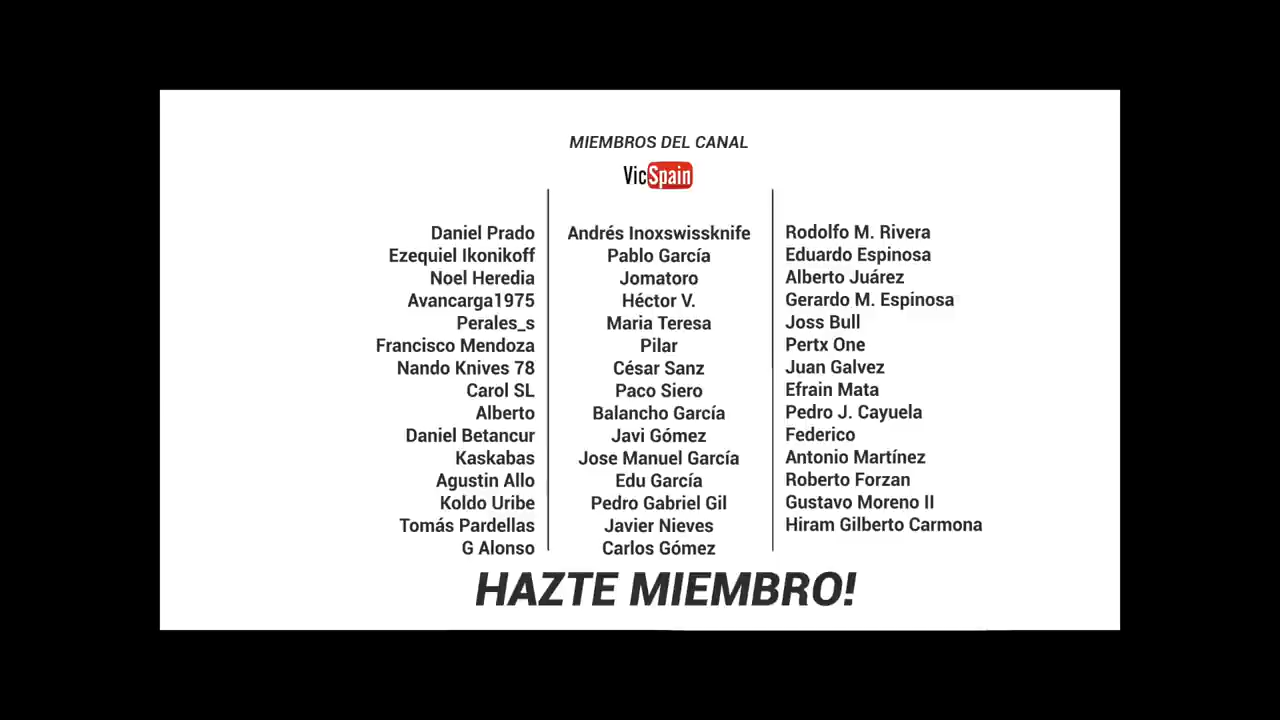 MIEMBROS DEL CANAL
VicSpain
Daniel Prado
Ezequiel Ikonikoff
Noel Heredia
Avancarga1975
Perales_s
Francisco Mendoza
Nando Knives 78
Carol SL
Alberto
Daniel Betancur
Kaskabas
Agustin Allo
Koldo Uribe
Tomás Pardellas
G Alonso
Andrés Inoxswissknife
Pablo García
Jomatoro
Héctor V.
Maria Teresa
Pilar
César Sanz
Paco Siero
Balancho García
Javi Gómez
Jose Manuel García
Edu García
Pedro Gabriel Gil
Javier Nieves
Carlos Gómez
Rodolfo M. Rivera
Eduardo Espinosa
Alberto Juárez
Gerardo M. Espinosa
Joss Bull
Pertx One
Juan Galvez
Efrain Mata
Pedro J. Cayuela
Federico
Antonio Martínez
Roberto Forzan
Gustavo Moreno II
Hiram Gilberto Carmona
HAZTE MIEMBRO!